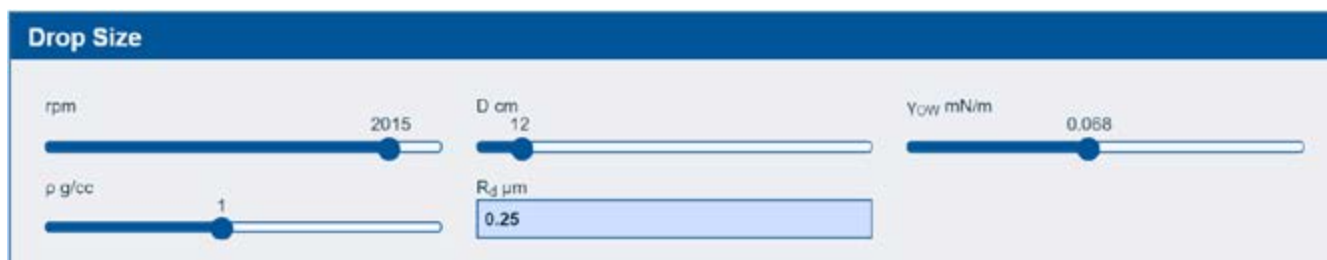 Drop Size
rpm
2015
D cm
12
γOW mN/m
0.068
ρ g/cc
1
Rd µm
0.25